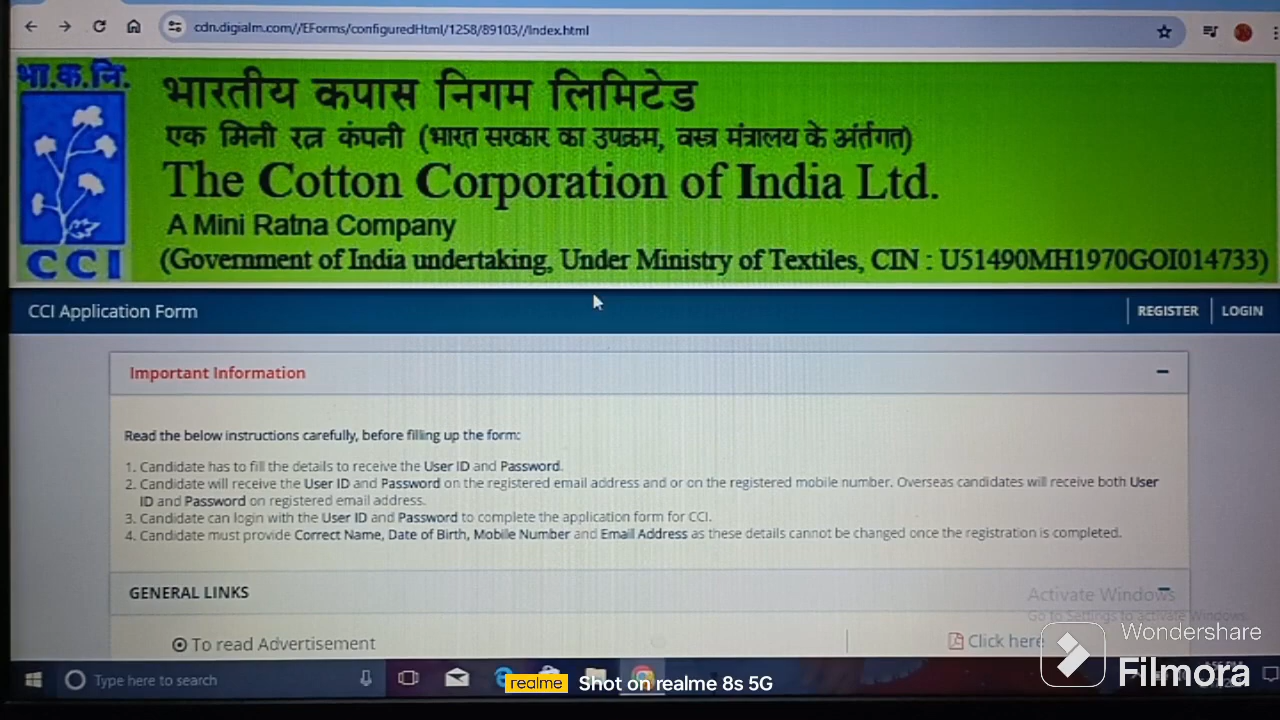 cdn.digialm.com//EForms/configuredHtml/1258/89103//Index.html
भा.क.नि.
भारतीय कपास निगम लिमिटेड
एक मिनी रत्न कंपनी (भारत सरकार का उपक्रम, वस्त्र मंत्रालय के अंर्तगत)
The Cotton Corporation of India Ltd.
A Mini Ratna Company
CCI
(Government of India undertaking, Under Ministry of Textiles, CIN : U51490MH1970GOI014733)
CCI Application Form
REGISTER
LOGIN
Important Information
Read the below instructions carefully, before filling up the form:
1. Candidate has to fill the details to receive the User ID and Password.
2. Candidate will receive the User ID and Password on the registered email address and or on the registered mobile number. Overseas candidates will receive both User
ID and Password on registered email address.
3. Candidate can login with the User ID and Password to complete the application form for CCI.
4. Candidate must provide Correct Name, Date of Birth, Mobile Number and Email Address as these details cannot be changed once the registration is completed.
GENERAL LINKS
Activate Windows
Go to Settings to activate Windows.
To read Advertisement
Click here
Wondershare
Filmora
Type here to search
realme Shot on realme 8s 5G